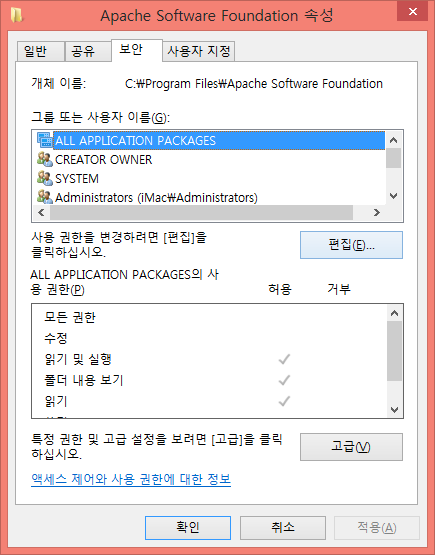 Apache Software Foundation 속성
일반 공유 보안 사용자 지정
개체 이름: C:₩Program Files₩Apache Software Foundation
그룹 또는 사용자 이름(G):
ALL APPLICATION PACKAGES
CREATOR OWNER
SYSTEM
Administrators (iMac₩Administrators)
사용 권한을 변경하려면 [편집]을
클릭하십시오.
편집(E)...
ALL APPLICATION PACKAGES의 사
용 권한(P) 허용 거부
모든 권한
수정
읽기 및 실행
폴더 내용 보기
읽기
특정 권한 및 고급 설정을 보려면 [고급]을 클릭
하십시오.
고급(V)
액세스 제어와 사용 권한에 대한 정보
확인 취소 적용(A)